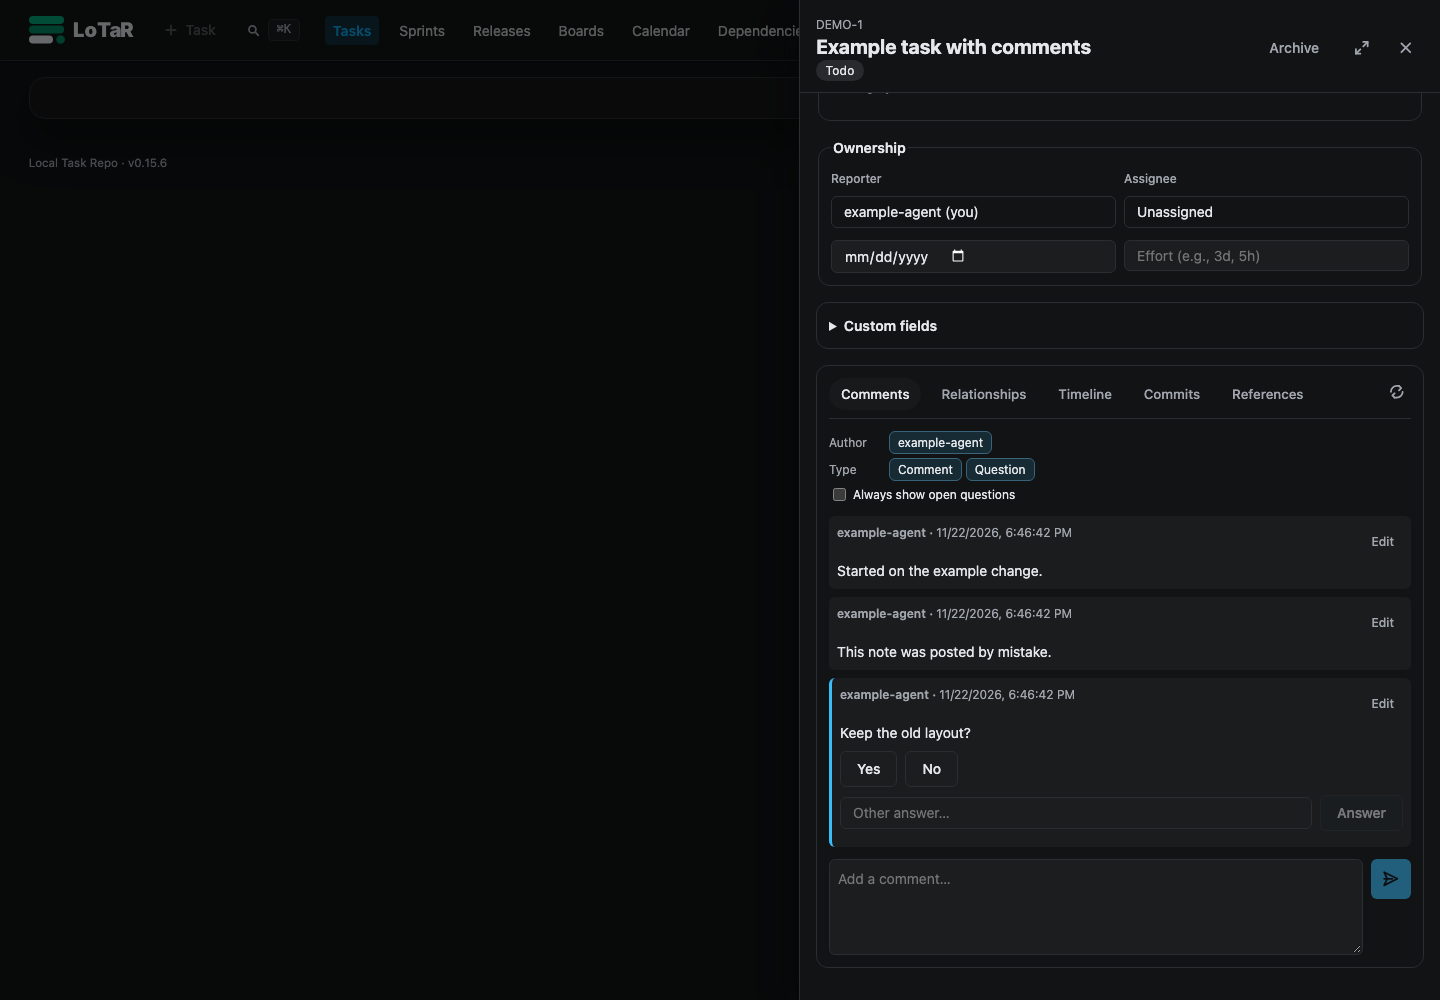 LoTaR
Task
⌘K
Tasks
Sprints
Releases
Boards
Calendar
Local Task Repo · v0.15.6
DEMO-1
Example task with comments
Todo
Archive
Ownership
Reporter
Assignee
example-agent (you)
Unassigned
mm/dd/yyyy
Effort (e.g., 3d, 5h)
Custom fields
Comments
Relationships
Timeline
Commits
References
Author
example-agent
Type
Comment
Question
Always show open questions
example-agent · 11/22/2026, 6:46:42 PM
Edit
Started on the example change.
example-agent · 11/22/2026, 6:46:42 PM
Edit
This note was posted by mistake.
example-agent · 11/22/2026, 6:46:42 PM
Edit
Keep the old layout?
Yes
No
Other answer...
Answer
Add a comment...